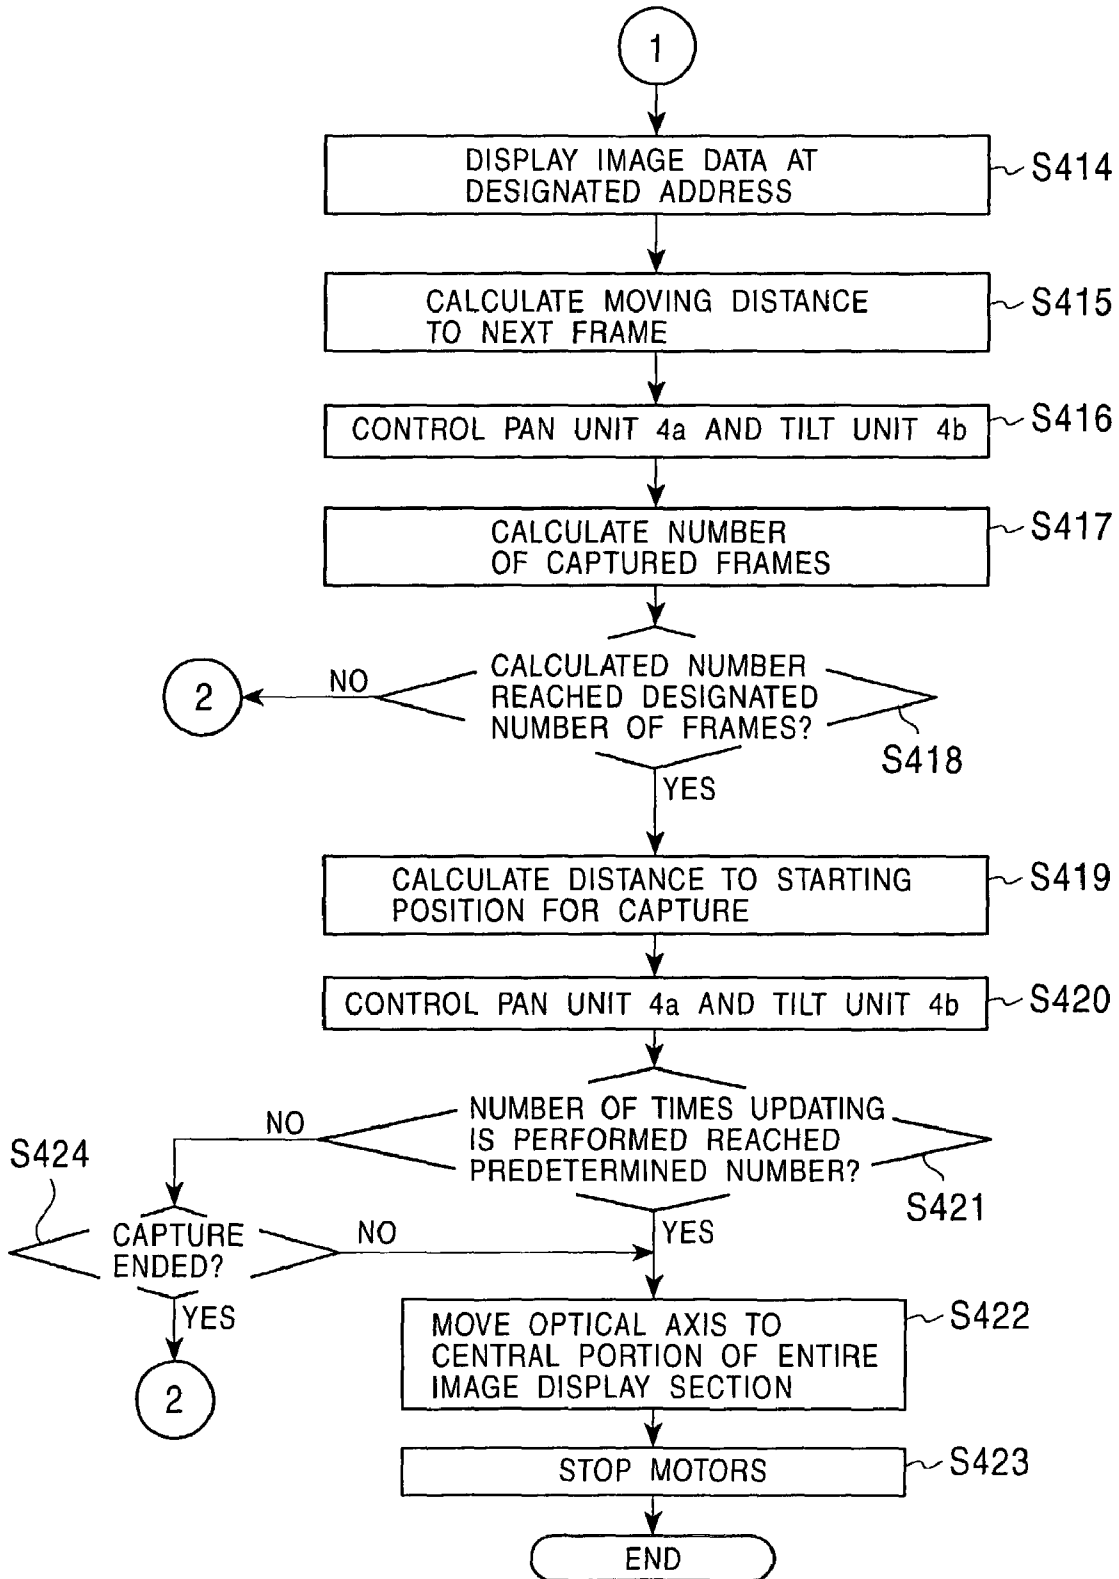 1
DISPLAY IMAGE DATA AT
DESIGNATED ADDRESS
S414
CALCULATE MOVING DISTANCE
TO NEXT FRAME
S415
CONTROL PAN UNIT 4a AND TILT UNIT 4b
S416
CALCULATE NUMBER
OF CAPTURED FRAMES
S417
CALCULATED NUMBER
REACHED DESIGNATED
NUMBER OF FRAMES?
S418
NO
2
YES
CALCULATE DISTANCE TO STARTING
POSITION FOR CAPTURE
S419
CONTROL PAN UNIT 4a AND TILT UNIT 4b
S420
NUMBER OF TIMES UPDATING
IS PERFORMED REACHED
PREDETERMINED NUMBER?
S421
NO
YES
S424
CAPTURE
ENDED?
NO
YES
2
MOVE OPTICAL AXIS TO
CENTRAL PORTION OF ENTIRE
IMAGE DISPLAY SECTION
S422
STOP MOTORS
S423
END